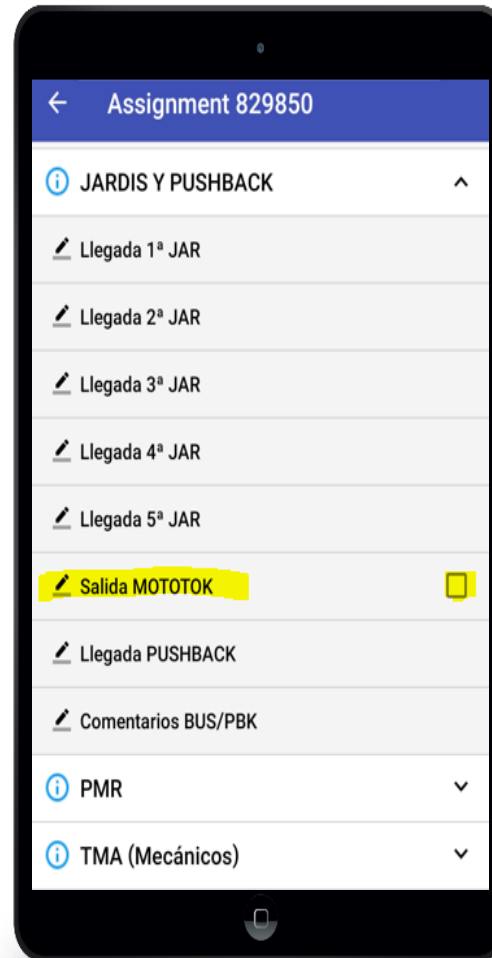 Assignment 829850
JARDIS Y PUSHBACK
Llegada 1ª JAR
Llegada 2ª JAR
Llegada 3ª JAR
Llegada 4ª JAR
Llegada 5ª JAR
Salida MOTOTOK
Llegada PUSHBACK
Comentarios BUS/PBK
PMR
TMA (Mecánicos)